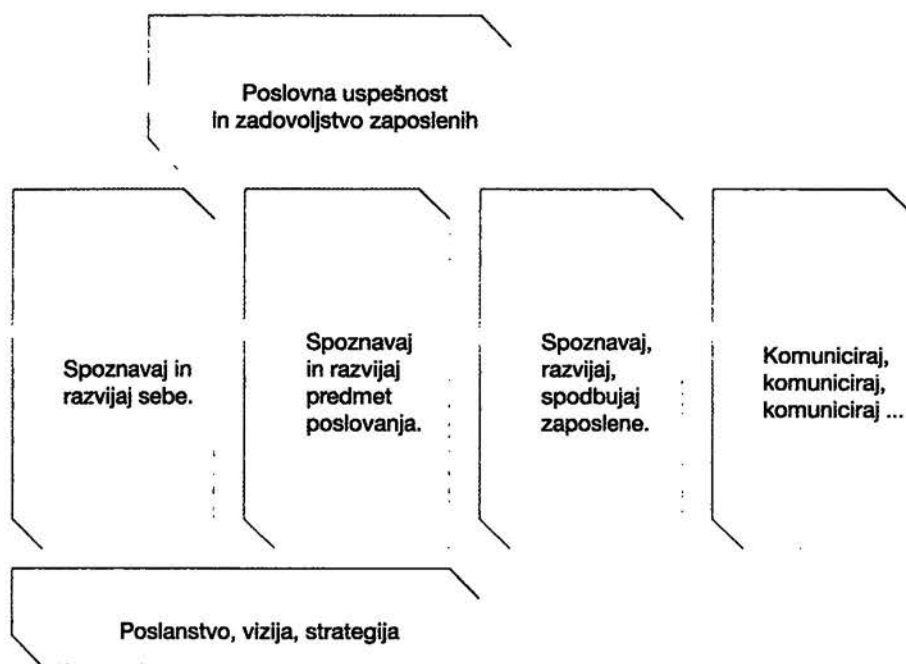 Poslovna uspešnost
in zadovoljstvo zaposlenih
Spoznavaj in
razvijaj sebe.
Spoznavaj
in razvijaj
predmet
poslovanja.
Spoznavaj,
razvijaj,
spodbujaj
zaposlene.
Komuniciraj,
komuniciraj,
komuniciraj ...
Poslanstvo, vizija, strategija